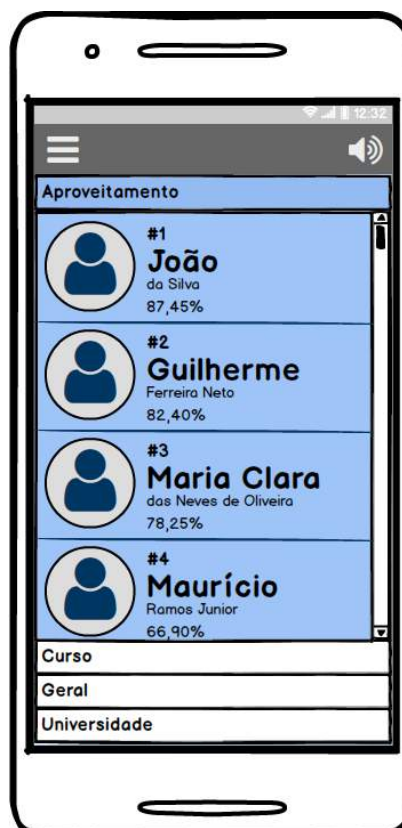 12:32
Aproveitamento
#1
João
da Silva
87,45%
#2
Guilherme
Ferreira Neto
82,40%
#3
Maria Clara
das Neves de Oliveira
78,25%
#4
Maurício
Ramos Junior
66,90%
Curso
Geral
Universidade